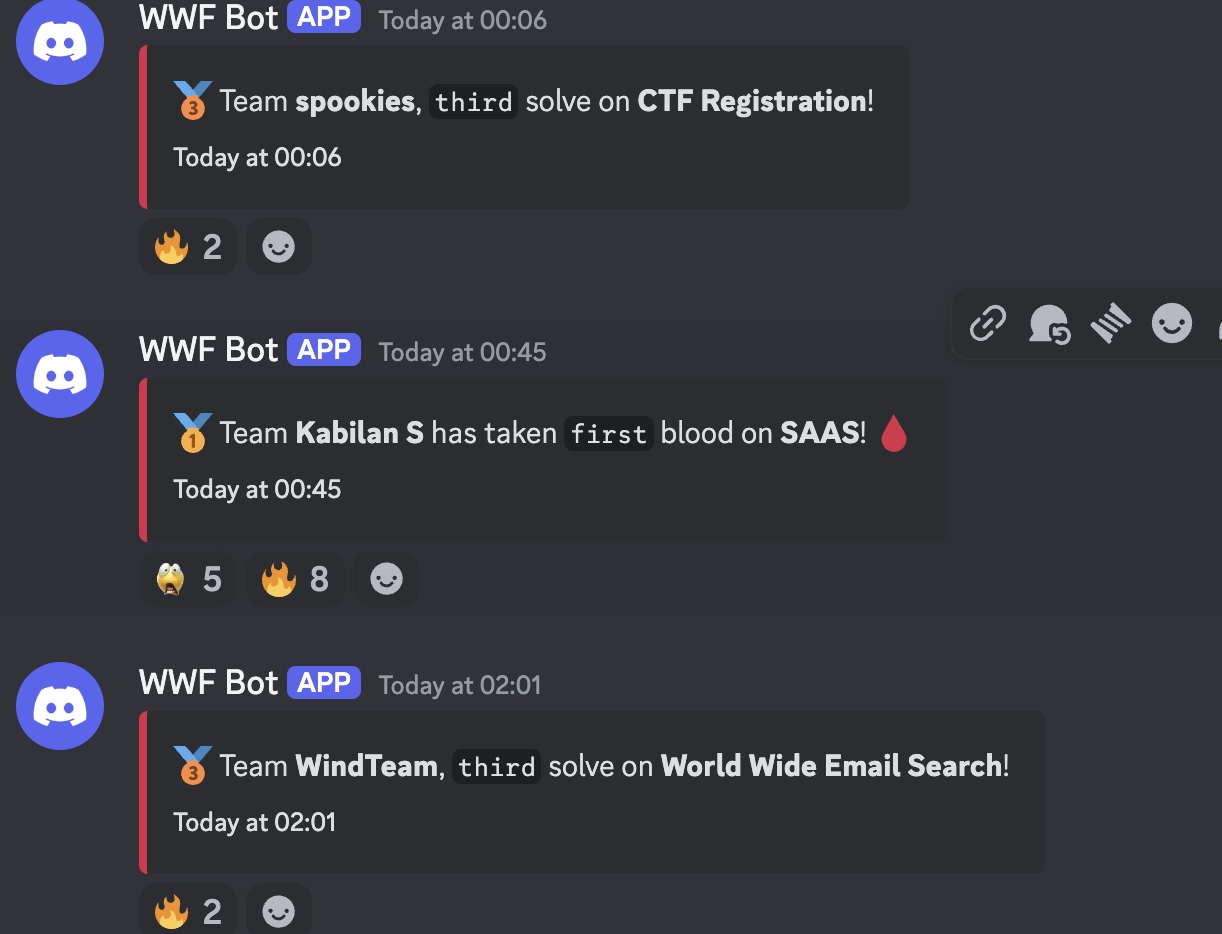 WWF Bot APP Today at 00:06
Team spookies, third solve on CTF Registration!
Today at 00:06
2
WWF Bot APP Today at 00:45
Team Kabilan S has taken first blood on SAAS!
Today at 00:45
5 8
WWF Bot APP Today at 02:01
Team WindTeam, third solve on World Wide Email Search!
Today at 02:01
2